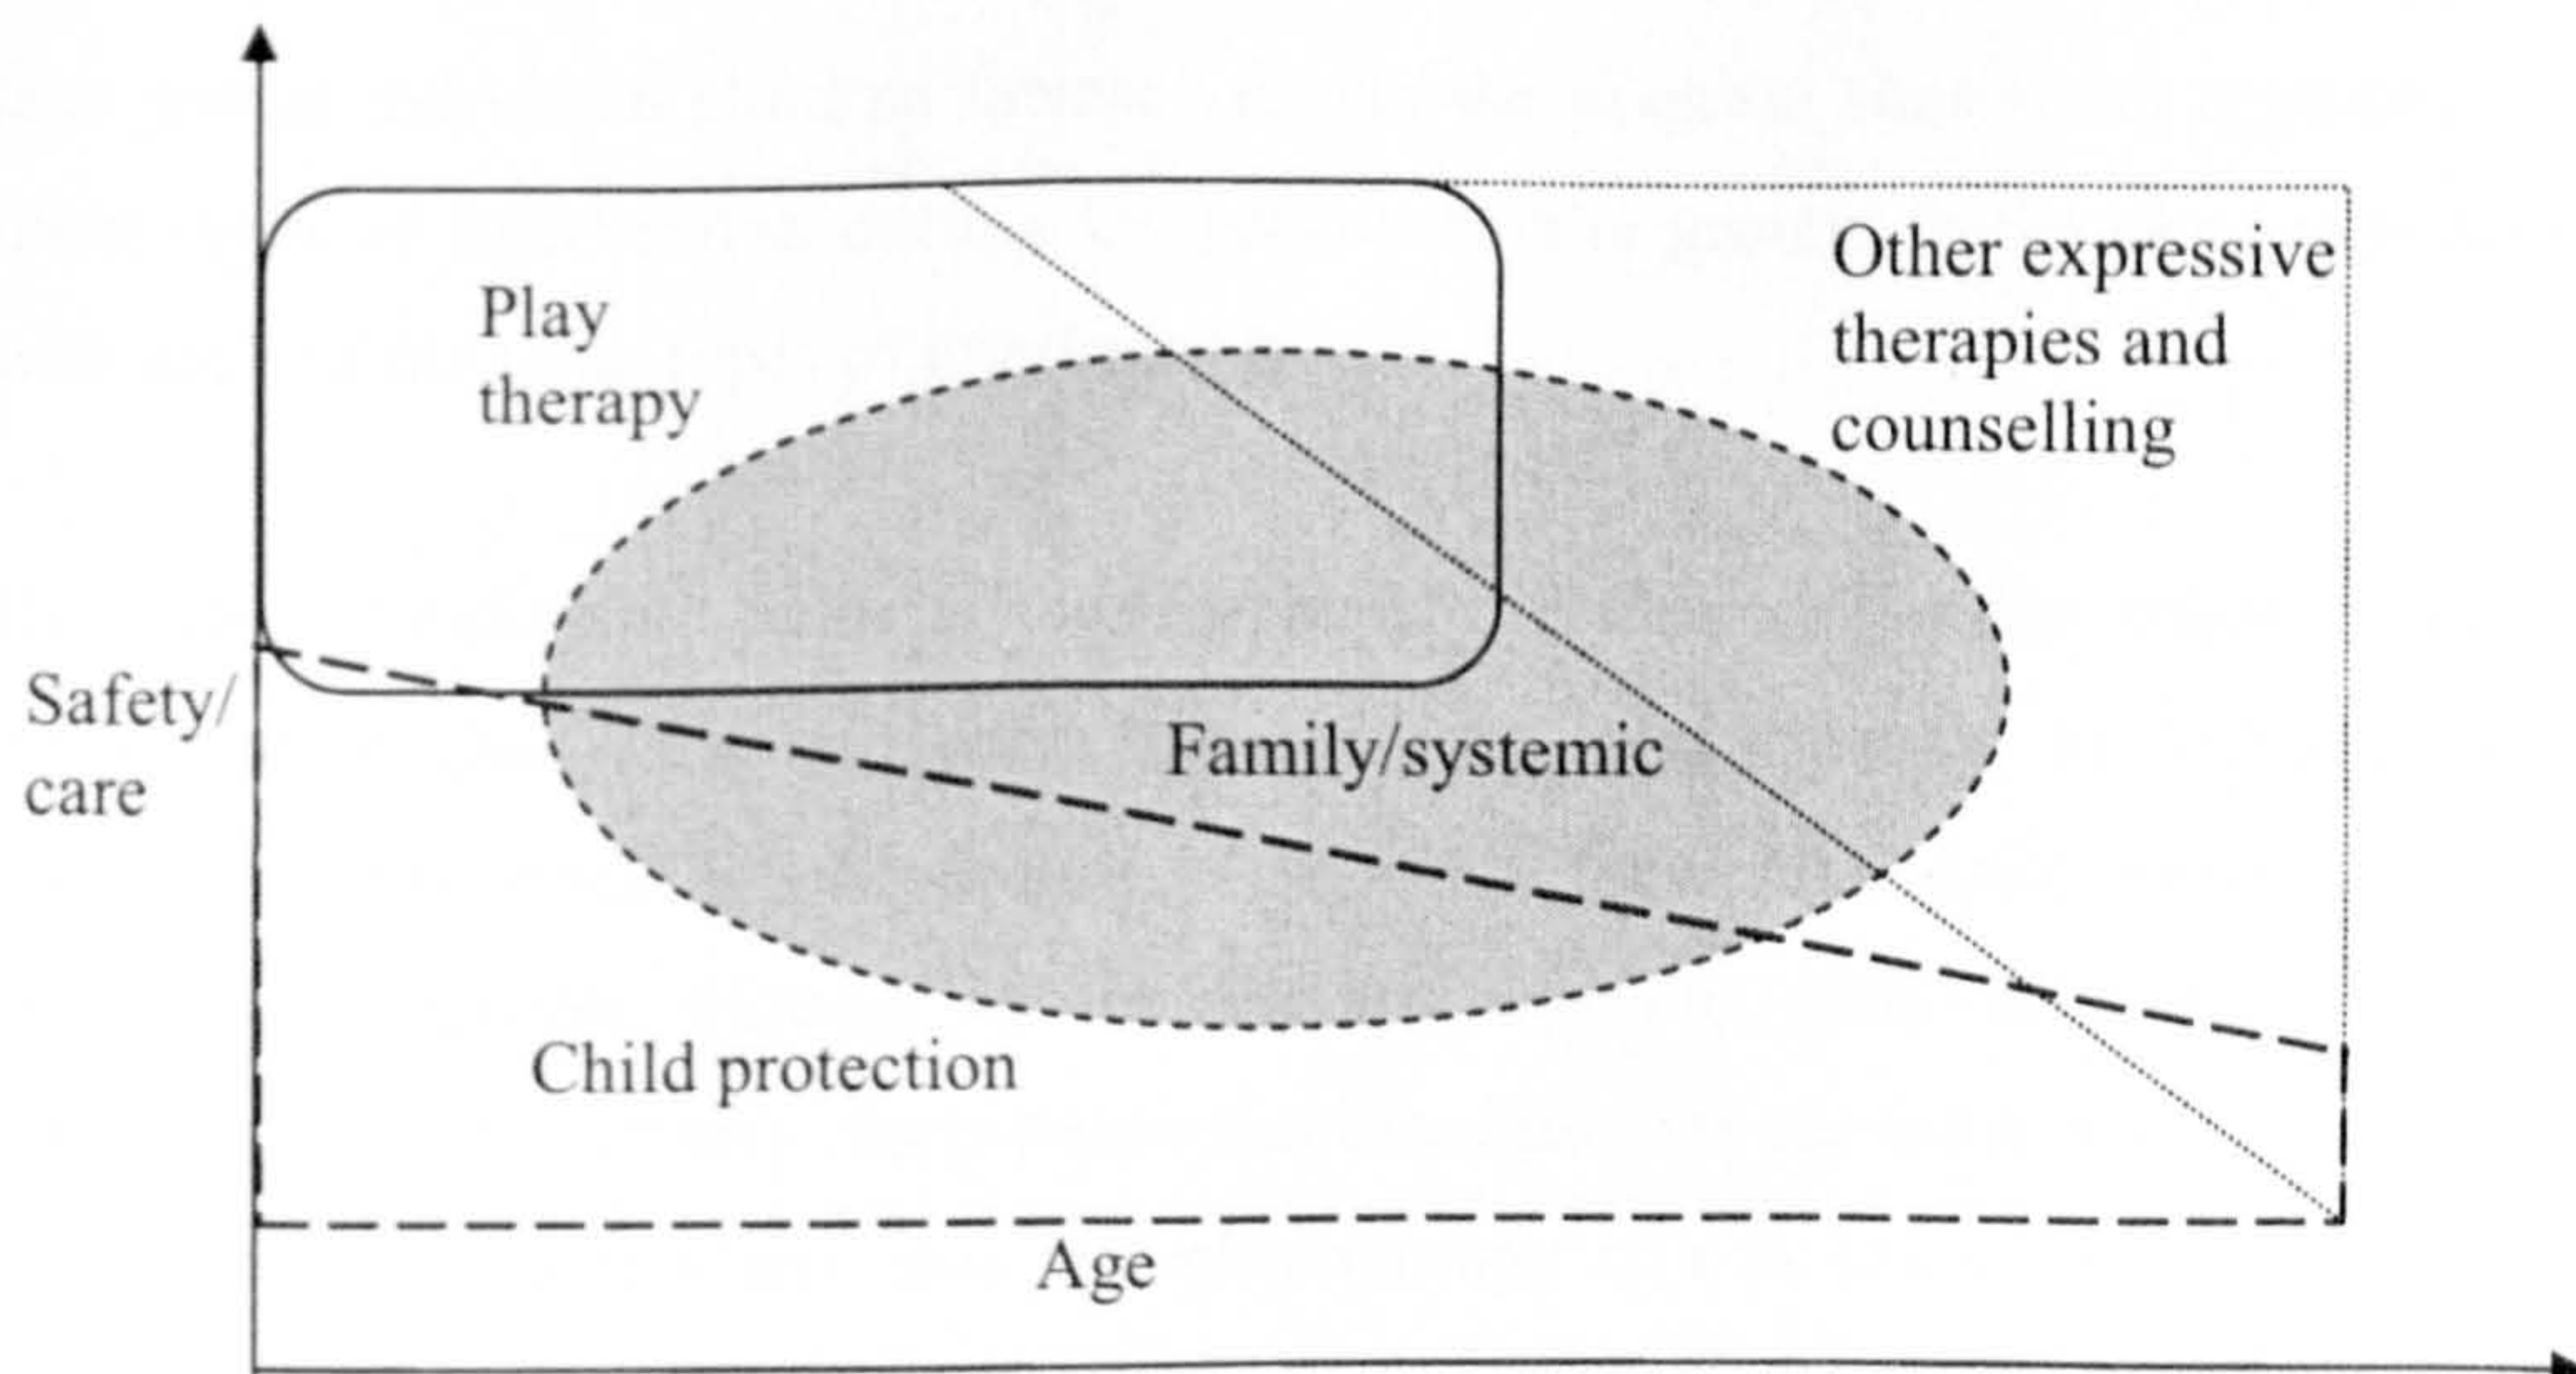 Play
therapy
Other expressive
therapies and
counselling
Safety/
care
Family/systemic
Child protection
Age